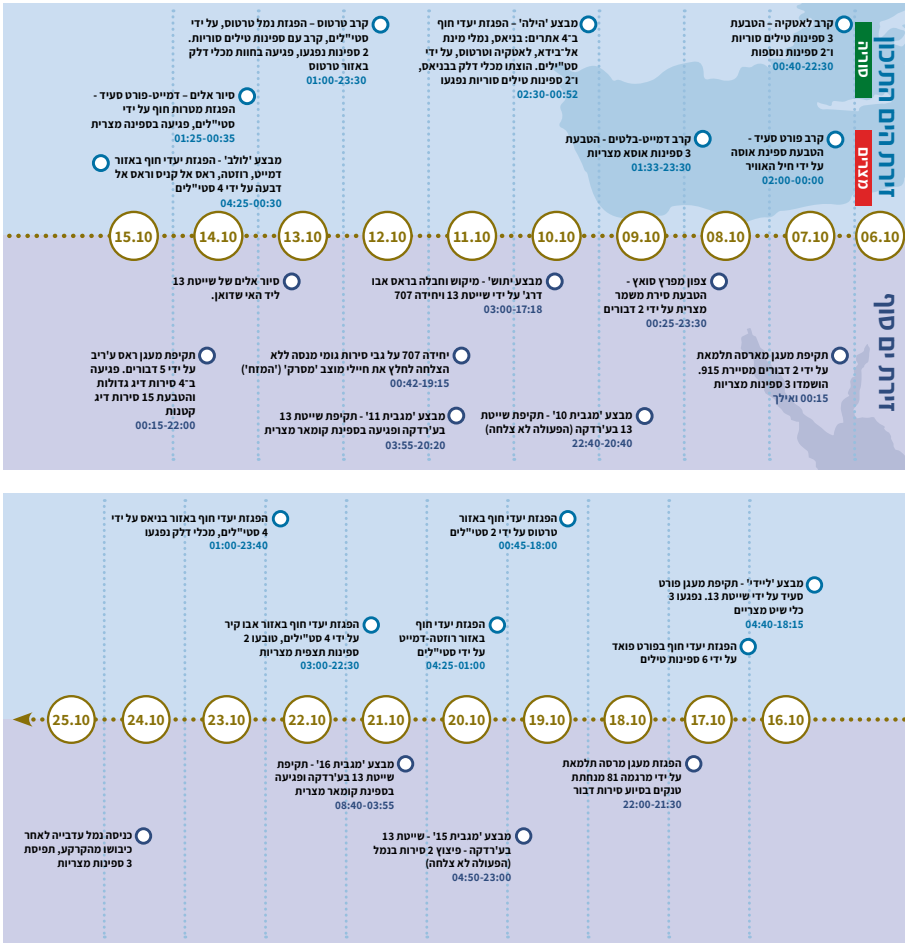 זירת הים התיכון
סוריה
מצרים
קרב לאטקיה – הטבעת
3 ספינות טילים סוריות
ו־2 ספינות נוספות
00:40-22:30
קרב פורט סעיד -
הטבעת ספינת אוסה
על ידי חיל האוויר
02:00-00:00
קרב דמייט-בלטים - הטבעת
3 ספינות אוסא מצריות
01:33-23:30
מבצע 'הילה' – הפגזת יעדי חוף
ב־4 אתרים: בניאס, נמלי מינת
אל־בידא, לאטקיה וטרטוס, על ידי
סט"ילים. הוצתו מכלי דלק בבניאס,
ו־2 ספינות טילים סוריות נפגעו
02:30-00:52
קרב טרטוס – הפגזת נמל טרטוס, על ידי
סטי"לים, קרב עם ספינות טילים סוריות.
2 ספינות נפגעו, פגיעה בחוות מכלי דלק
באזור טרטוס
01:00-23:30
סיור אלים – דמייט-פורט סעיד -
הפגזת מטרות חוף על ידי
סטי"לים, פגיעה בספינה מצרית
01:25-00:35
מבצע 'לולב' - הפגזת יעדי חוף באזור
דמייט, רוזטה, ראס אל קניס וראס אל
דבעה על ידי 4 סטי"לים
04:25-00:30
06.10
07.10
08.10
09.10
10.10
11.10
12.10
13.10
14.10
15.10
זירת ים סוף
תקיפת מעגן מארסה תלמאת
על ידי 2 דבורים מסיירת 915.
הושמדו 3 ספינות מצריות
00:15 ואילך
צפון מפרץ סואץ -
הטבעת סירת משמר
מצרית על ידי 2 דבורים
00:25-23:30
מבצע 'מגבית 10' - תקיפת שייטת
13 בע'רדקה (הפעולה לא צלחה)
22:40-20:40
מבצע יתוש' - מיקוש וחבלה בראס אבו
דרג' על ידי שייטת 13 ויחידה 707
03:00-17:18
יחידה 707 על גבי סירות גומי מנסה ללא
הצלחה לחלץ את חיילי מוצב 'מסרק' ('המזח')
00:42-19:15
מבצע 'מגבית 11' - תקיפת שייטת 13
בע'רדקה ופגיעה בספינת קומאר מצרית
03:55-20:20
סיור אלים של שייטת 13
ליד האי שדואן.
תקיפת מעגן ראס ע'ריב
על ידי 5 דבורים. פגיעה
ב־4 סירות דיג גדולות
והטבעת 15 סירות דיג
קטנות
00:15-22:00
מבצע 'לידיי' - תקיפת מעגן פורט
סעיד על ידי שייטת 13. נפגעו 3
כלי שיט מצריים
04:40-18:15
הפגזת יעדי חוף בפורט פואד
על ידי 6 ספינות טילים
הפגזת יעדי חוף באזור
טרטוס על ידי 2 סטי"לים
00:45-18:00
הפגזת יעדי חוף
באזור רוזטה-דמייט
על ידי סטי"לים
04:25-01:00
הפגזת יעדי חוף באזור אבו קיר
על ידי 4 סט"ילים, טובעו 2
ספינות תצפית מצריות
03:00-22:30
הפגזת יעדי חוף באזור בניאס על ידי
4 סט"ילים, מכלי דלק נפגעו
01:00-23:40
16.10
17.10
18.10
19.10
20.10
21.10
22.10
23.10
24.10
25.10
הפגזת מעגן מרסה תלמאת
על ידי מרגמה 81 מנחתת
טנקים בסיוע סירות דבור
22:00-21:30
מבצע 'מגבית 15' - שייטת 13
בע'רדקה - פיצוץ 2 סירות בנמל
(הפעולה לא צלחה)
04:50-23:00
מבצע 'מגבית 16' - תקיפת
שייטת 13 בע'רדקה ופגיעה
בספינת קומאר מצרית
08:40-03:55
כניסה נמל עדבייה לאחר
כיבושו מהקרקע, תפיסת
3 ספינות מצריות